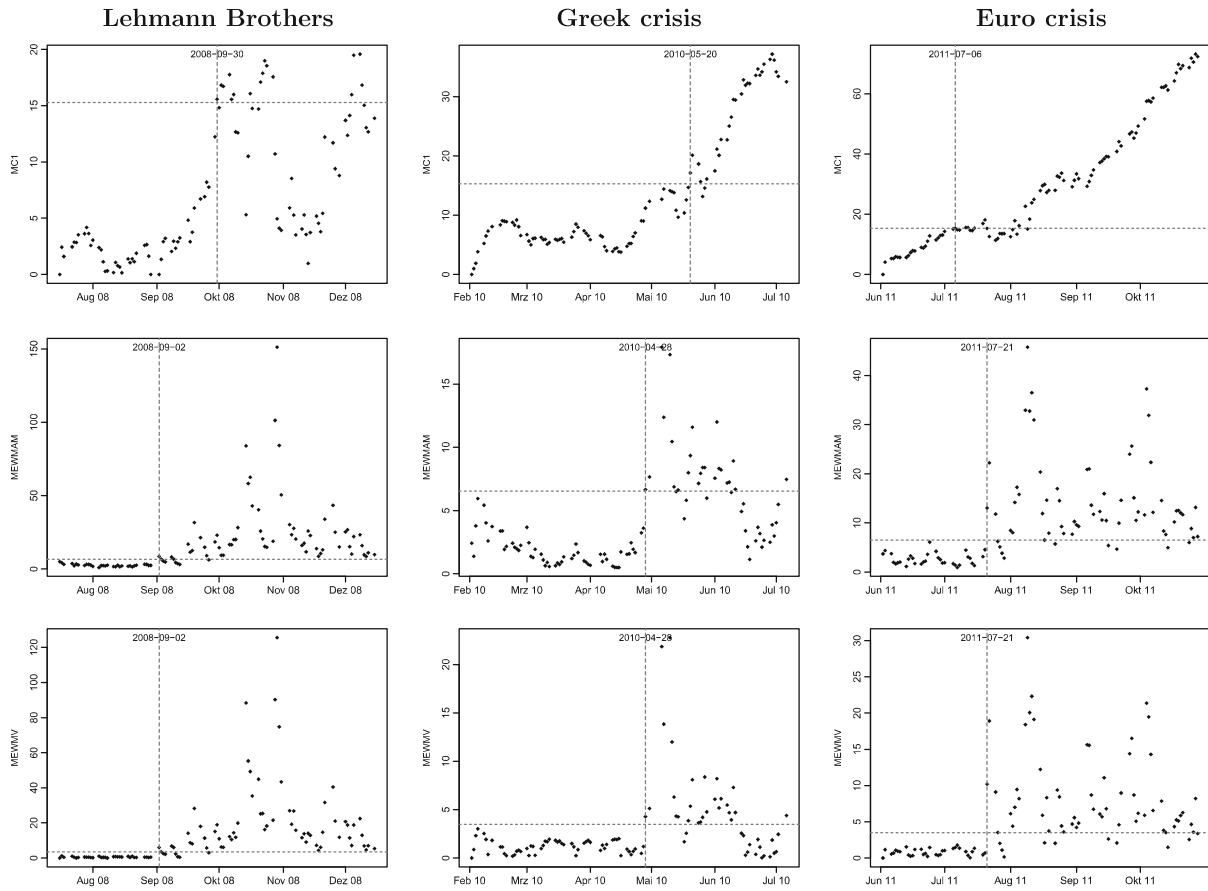 Lehmann Brothers
Greek crisis
Euro crisis
2008-09-30
MC1
0
5
10
15
20
Aug 08
Sep 08
Okt 08
Nov 08
Dez 08
2010-05-20
MC1
0
10
20
30
Feb 10
Mrz 10
Apr 10
Mai 10
Jun 10
Jul 10
2011-07-06
MC1
0
20
40
60
Jun 11
Jul 11
Aug 11
Sep 11
Okt 11
2008-09-02
MEWMAM
0
50
100
150
Aug 08
Sep 08
Okt 08
Nov 08
Dez 08
2010-04-28
MEWMAM
0
5
10
15
Feb 10
Mrz 10
Apr 10
Mai 10
Jun 10
Jul 10
2011-07-21
MEWMAM
0
10
20
30
40
Jun 11
Jul 11
Aug 11
Sep 11
Okt 11
2008-09-02
MEWMV
0
20
40
60
80
100
120
Aug 08
Sep 08
Okt 08
Nov 08
Dez 08
2010-04-28
MEWMV
0
5
10
15
20
Feb 10
Mrz 10
Apr 10
Mai 10
Jun 10
Jul 10
2011-07-21
MEWMV
0
5
10
15
20
25
30
Jun 11
Jul 11
Aug 11
Sep 11
Okt 11